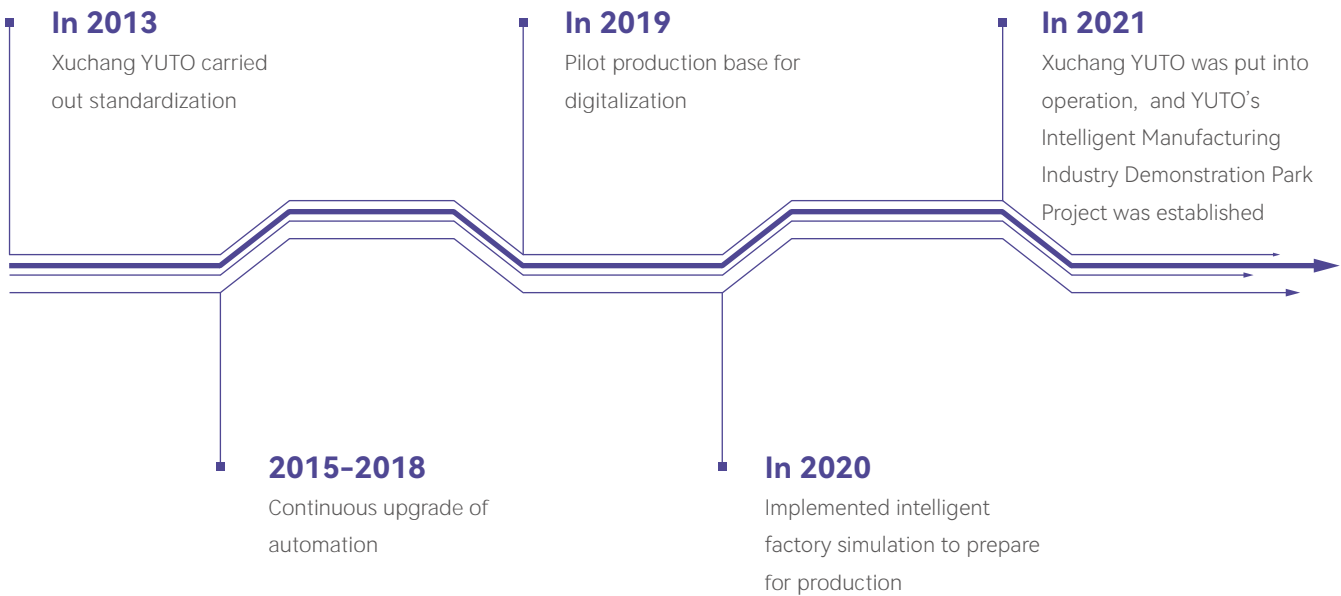 In 2013
Xuchang YUTO carried
out standardization
2015-2018
Continuous upgrade of
automation
In 2019
Pilot production base for
digitalization
In 2020
Implemented intelligent
factory simulation to prepare
for production
In 2021
Xuchang YUTO was put into
operation,  and YUTO’s
Intelligent Manufacturing
Industry Demonstration Park
Project was established